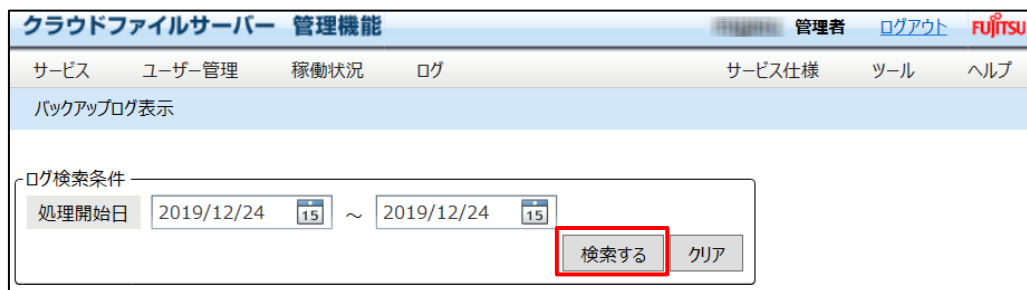 クラウドファイルサーバー 管理機能 管理者 ログアウト FUJITSU
サービス ユーザー管理 稼働状況 ログ サービス仕様 ツール ヘルプ
バックアップログ表示
ログ検索条件
処理開始日 2019/12/24 15 ～ 2019/12/24 15
検索する クリア